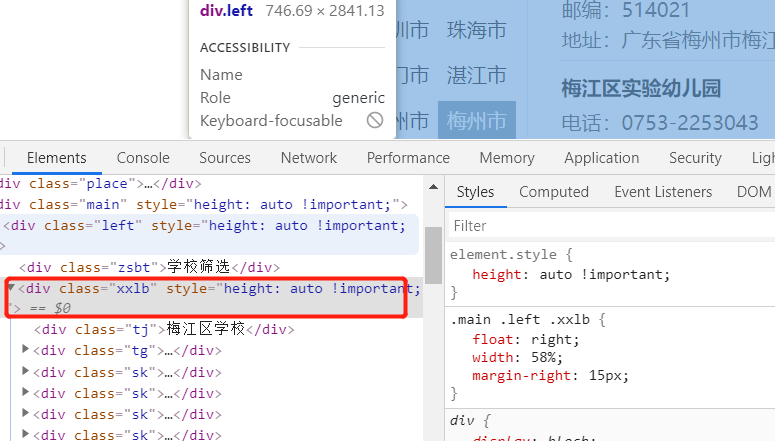 div.left 746.69 × 2841.13
ACCESSIBILITY
Name
Role generic
Keyboard-focusable
圳市 珠海市
门市 湛江市
州市 梅州市
邮编：514021
地址：广东省梅州市梅江
梅江区实验幼儿园
电话：0753-2253043
Elements Console Sources Network Performance Memory Application Security Ligh
div class="place">…</div>
div class="main" style="height: auto !important;">
<div class="left" style="height: auto !important;
>
<div class="zsbt">学校筛选</div>
▼<div class="xxlb" style="height: auto !important;
"> == $0
<div class="tj">梅江区学校</div>
▶<div class="tg">…</div>
▶<div class="sk">…</div>
▶<div class="sk">…</div>
▶<div class="sk">…</div>
▶<div class="sk">…</div>
Styles Computed Event Listeners DOM
Filter
element.style {
height: auto !important;
}
.main .left .xxlb {
float: right;
width: 58%;
margin-right: 15px;
}
div {
display: block;